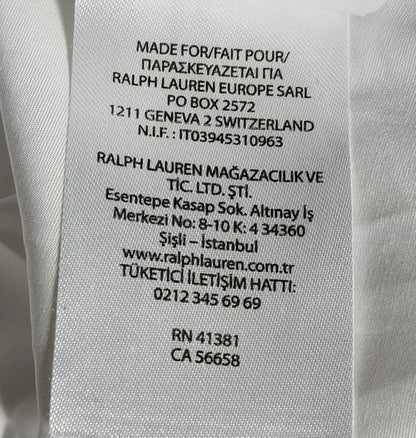 MADE FOR/FAIT POUR/
ΠΑΡΑΣΚΕΥΑΖΕΤΑΙ ΓΙΑ
RALPH LAUREN EUROPE SARL
PO BOX 2572
1211 GENEVA 2 SWITZERLAND
N.I.F. : IT03945310963
RALPH LAUREN MAĞAZACILIK VE
TİC. LTD. ŞTİ.
Esentepe Kasap Sok. Altınay İş
Merkezi No: 8-10 K: 4 34360
Şişli – İstanbul
www.ralphlauren.com.tr
TÜKETİCİ İLETİŞİM HATTI:
0212 345 69 69
RN 41381
CA 56658